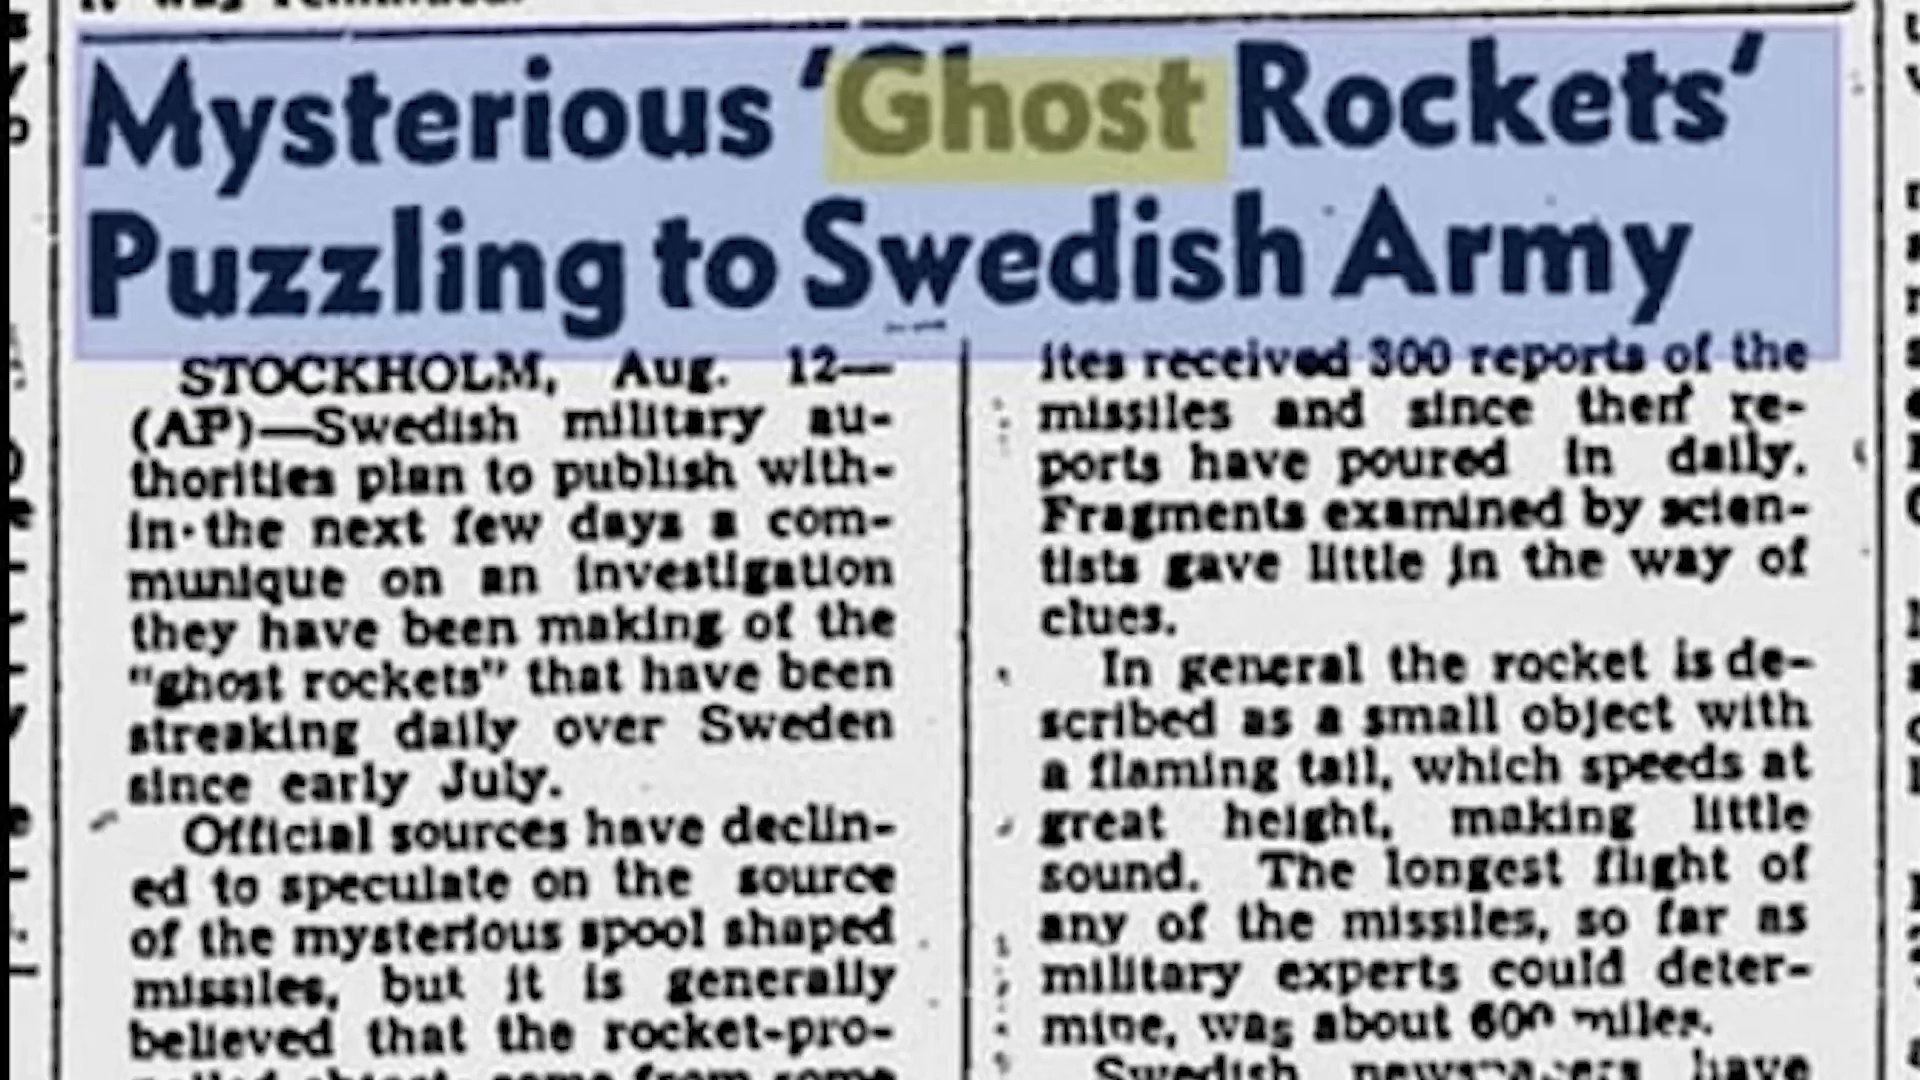 Mysterious 'Ghost Rockets'
Puzzling to Swedish Army
STOCKHOLM, Aug. 12—
(AP)—Swedish military au-
thorities plan to publish with-
in the next few days a com-
munique on an investigation
they have been making of the
"ghost rockets" that have been
streaking daily over Sweden
since early July.
Official sources have declin-
ed to speculate on the source
of the mysterious spool shaped
missiles, but it is generally
believed that the rocket-pro-
some from some
ites received 300 reports of the
missiles and since then re-
ports have poured in daily.
Fragments examined by scien-
tists gave little in the way of
clues.
In general the rocket is de-
scribed as a small object with
a flaming tail, which speeds at
great height, making little
sound. The longest flight of
any of the missiles, so far as
military experts could deter-
mine, was about 600 miles.
Swedish newspapers have